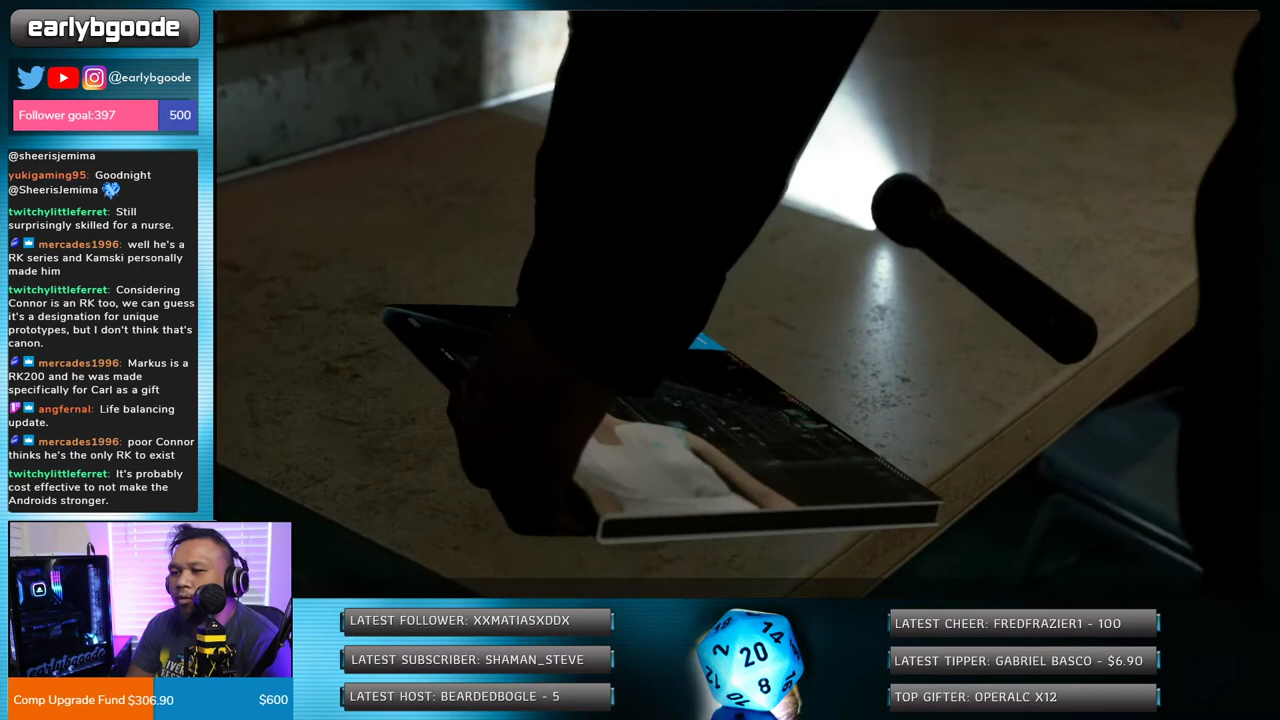 earlybgoode
@earlybgoode
Follower goal:397
500
@sheerisjemima
yukigaming95: Goodnight
@SheerisJemima
twitchylittleferret: Still
surprisingly skilled for a nurse.
mercades1996: well he's a
RK series and Kamski personally
made him
twitchylittleferret: Considering
Connor is an RK too, we can guess
it's a designation for unique
prototypes, but I don't think that's
canon.
mercades1996: Markus is a
RK200 and he was made
specifically for Carl as a gift
angfernal: Life balancing
update.
mercades1996: poor Connor
thinks he's the only RK to exist
twitchylittleferret: It's probably
cost effective to not make the
Androids stronger.
earlybgoode
Comp Upgrade Fund $306.90
$600
LATEST FOLLOWER: XXMATIASXDDX
LATEST SUBSCRIBER: SHAMAN_STEVE
LATEST HOST: BEARDEDBOGLE - 5
20
14
2
8
12
10
16
LATEST CHEER: FREDFRAZIER1 - 100
LATEST TIPPER: GABRIEL BASCO - $6.90
TOP GIFTER: OPERALC X12